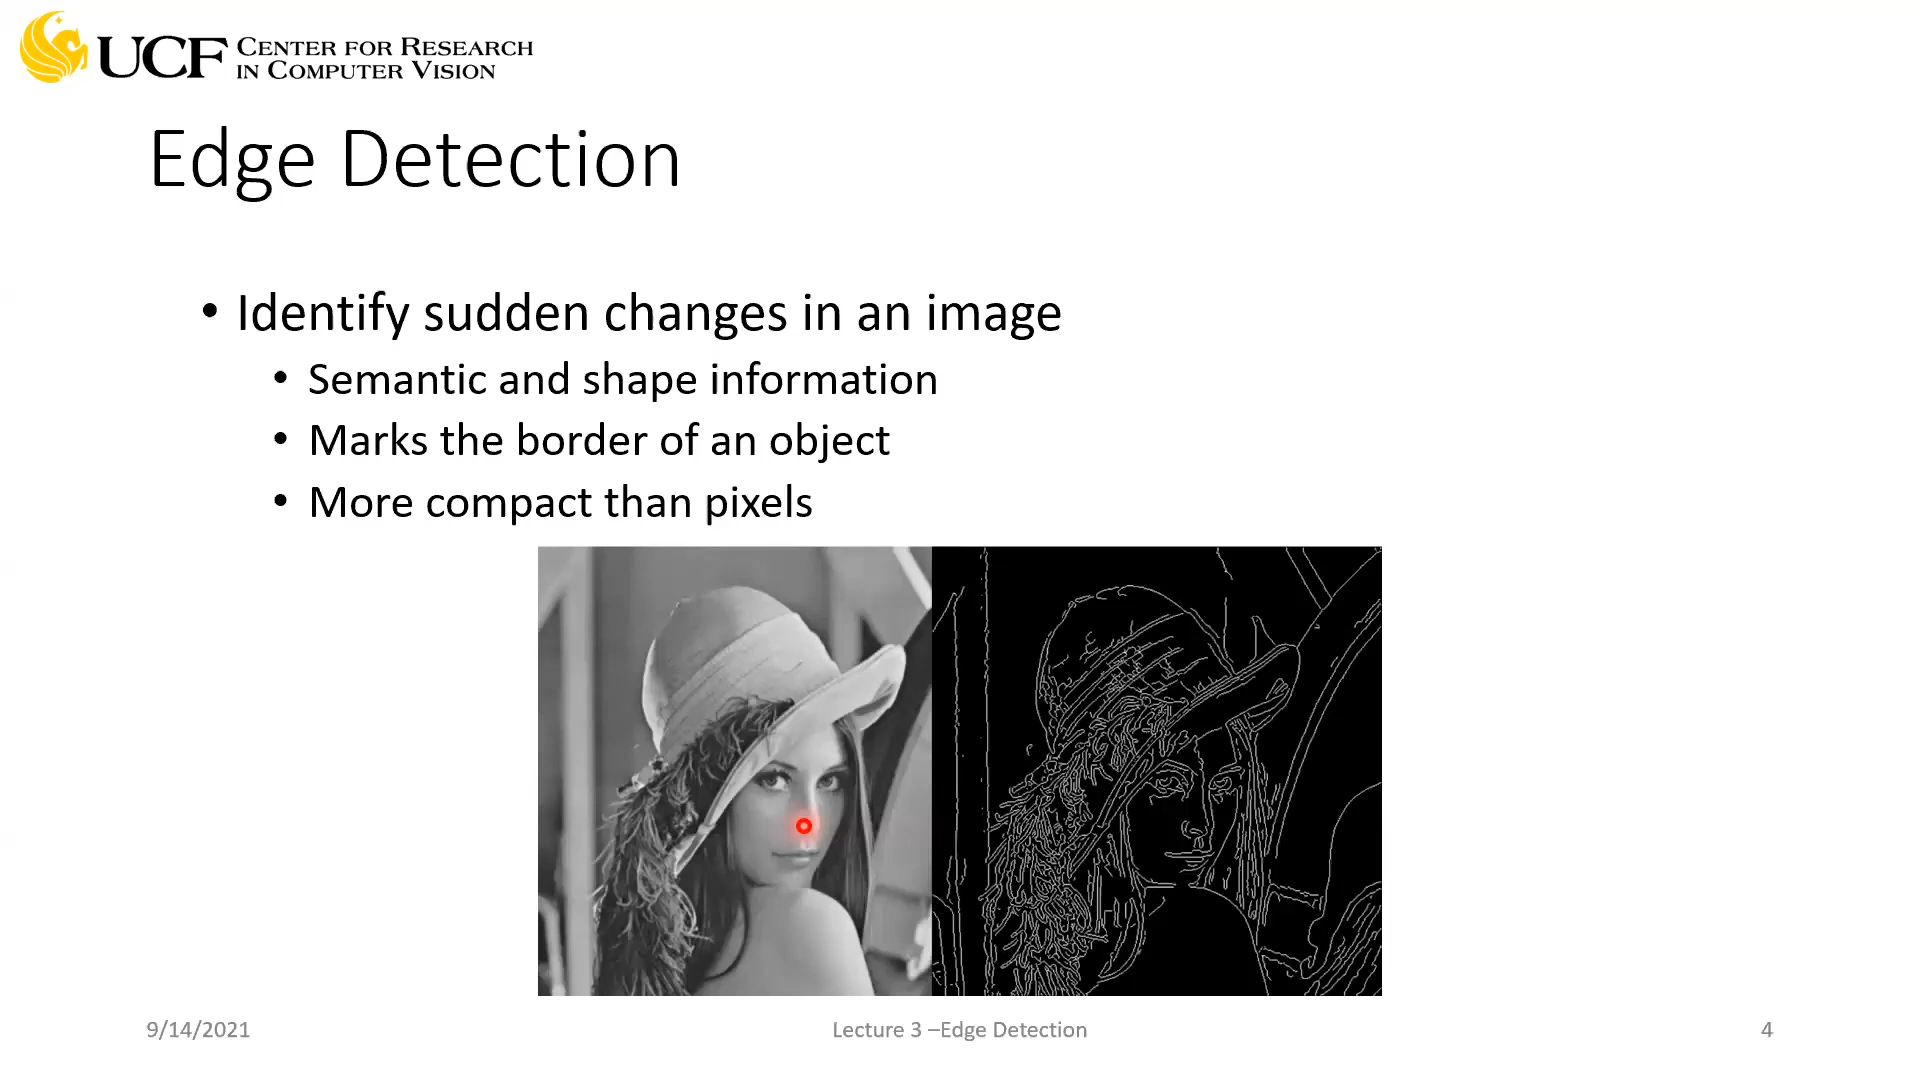 UCF CENTER FOR RESEARCH
IN COMPUTER VISION
Edge Detection
• Identify sudden changes in an image
• Semantic and shape information
• Marks the border of an object
• More compact than pixels
9/14/2021 Lecture 3 –Edge Detection 4